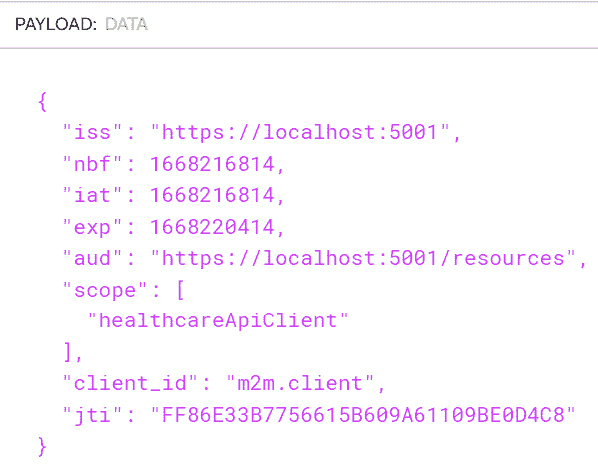 PAYLOAD: DATA
{
"iss": "https://localhost:5001",
"nbf": 1668216814,
"iat": 1668216814,
"exp": 1668220414,
"aud": "https://localhost:5001/resources",
"scope": [
"healthcareApiClient"
],
"client_id": "m2m.client",
"jti": "FF86E33B7756615B609A61109BE0D4C8"
}